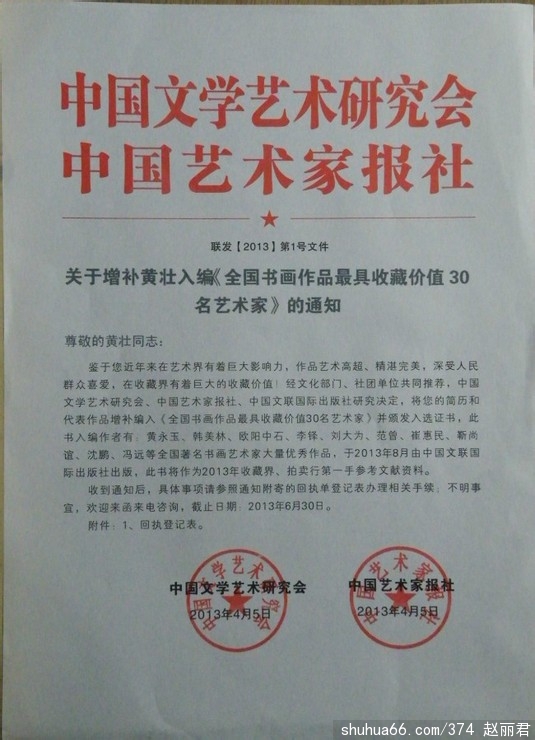 中国文学艺术研究会
中国艺术家报社
联发【2013】第1号文件
关于增补黄壮入编《全国书画作品最具收藏价值 30
名艺术家》的通知
尊敬的黄壮同志：
鉴于您近年来在艺术界有着巨大影响力，作品艺术高超、精湛完美，深受人民
群众喜爱，在收藏界有着巨大的收藏价值！经文化部门、社团单位共同推荐，中国
文学艺术研究会、中国艺术家报社、中国文联国际出版社研究决定，将您的简历和
代表作品增补编入《全国书画作品最具收藏价值30名艺术家》并颁发入选证书，此
书入编作者有：黄永玉、韩美林、欧阳中石、李铎、刘大为、范曾、崔惠民、靳尚
谊、沈鹏、冯远等全国著名书画艺术家大量优秀作品，于2013年8月由中国文联国
际出版社出版，此书将作为2013年收藏界、拍卖行第一手参考文献资料。
收到通知后，具体事项请参照通知附寄的回执单登记表办理相关手续；不明事
宜，欢迎来函来电咨询，截止日期：2013年6月30日。
附件：1、回执登记表。
中国文学艺术研究会
中国艺术家报社
2013年4月5日
2013年4月5日
中国文学艺术研究会
中国艺术家报社
shuhua66.com/374 赵丽君